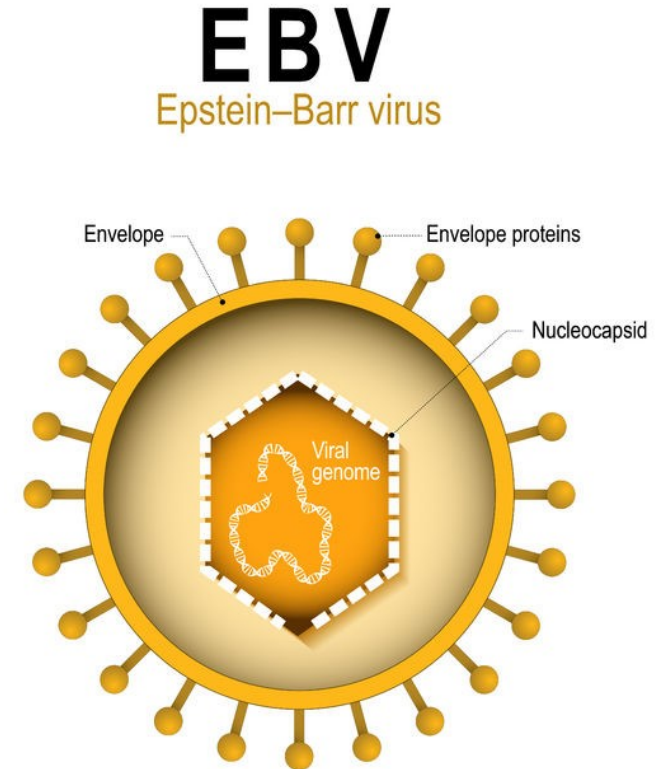 EBV
Epstein–Barr virus
Envelope
Envelope proteins
Nucleocapsid
Viral
genome